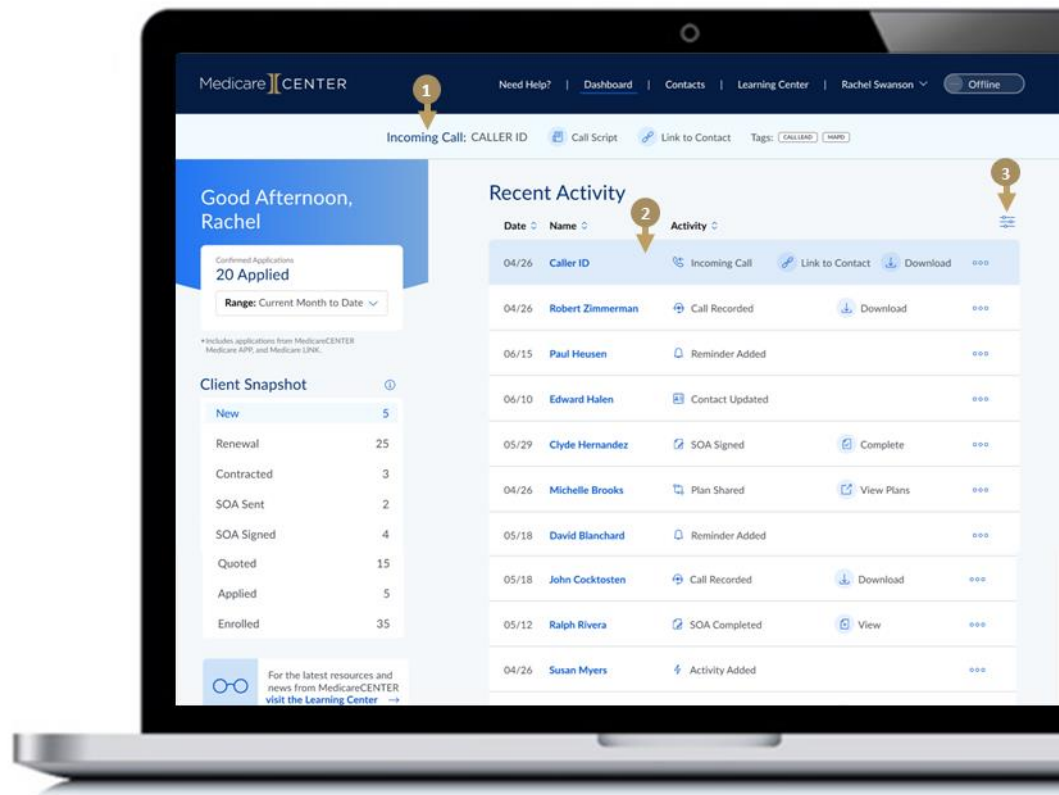 Medicare CENTER
Need Help? | Dashboard | Contacts | Learning Center | Rachel Swanson Offline
1
Incoming Call: CALLER ID Call Script Link to Contact Tags: CALL LEAD MAPD
Good Afternoon,
Rachel
Confirmed Applications
20 Applied
Range: Current Month to Date
*Includes applications from MedicareCENTER
Medicare APP, and Medicare LINK.
Client Snapshot
New 5
Renewal 25
Contracted 3
SOA Sent 2
SOA Signed 4
Quoted 15
Applied 5
Enrolled 35
For the latest resources and
news from MedicareCENTER
visit the Learning Center →
Recent Activity
2
3
Date Name Activity
04/26 Caller ID Incoming Call Link to Contact Download
04/26 Robert Zimmerman Call Recorded Download
06/15 Paul Heusen Reminder Added
06/10 Edward Halen Contact Updated
05/29 Clyde Hernandez SOA Signed Complete
04/26 Michelle Brooks Plan Shared View Plans
05/18 David Blanchard Reminder Added
05/18 John Cocktosten Call Recorded Download
05/12 Ralph Rivera SOA Completed View
04/26 Susan Myers Activity Added